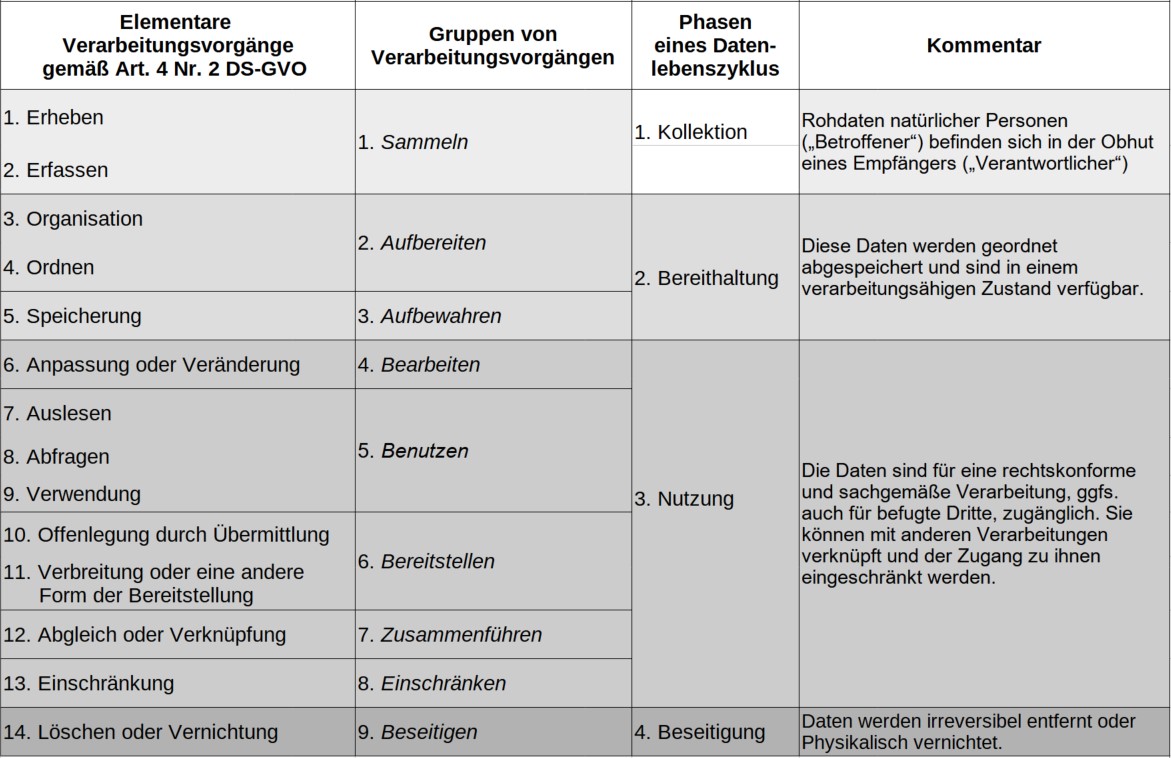 Elementare
Verarbeitungsvorgänge
gemäß Art. 4 Nr. 2 DS-GVO
Gruppen von
Verarbeitungsvorgängen
Phasen
eines Daten-
lebenszyklus
Kommentar
1. Erheben
2. Erfassen
1. Sammeln
1. Kollektion
Rohdaten natürlicher Personen
(„Betroffener“) befinden sich in der Obhut
eines Empfängers („Verantwortlicher“)
3. Organisation
4. Ordnen
2. Aufbereiten
5. Speicherung
3. Aufbewahren
2. Bereithaltung
Diese Daten werden geordnet
abgespeichert und sind in einem
verarbeitungsähigen Zustand verfügbar.
6. Anpassung oder Veränderung
4. Bearbeiten
7. Auslesen
8. Abfragen
9. Verwendung
5. Benutzen
10. Offenlegung durch Übermittlung
11. Verbreitung oder eine andere
Form der Bereitstellung
6. Bereitstellen
12. Abgleich oder Verknüpfung
7. Zusammenführen
13. Einschränkung
8. Einschränken
3. Nutzung
Die Daten sind für eine rechtskonforme
und sachgemäße Verarbeitung, ggfs.
auch für befugte Dritte, zugänglich. Sie
können mit anderen Verarbeitungen
verknüpft und der Zugang zu ihnen
eingeschränkt werden.
14. Löschen oder Vernichtung
9. Beseitigen
4. Beseitigung
Daten werden irreversibel entfernt oder
Physikalisch vernichtet.